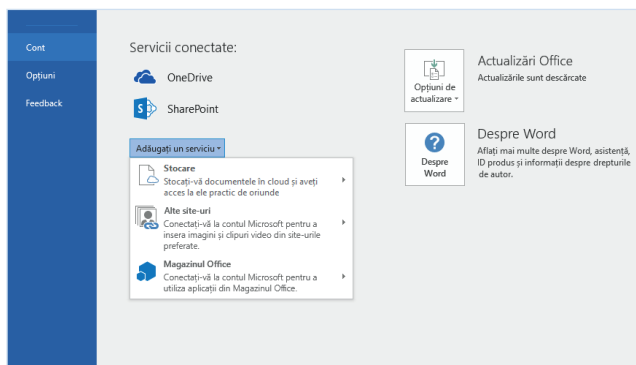 Cont
Opțiuni
Feedback
Servicii conectate:
OneDrive
S
SharePoint
Adăugați un serviciu
Stocare
Stocați-vă documentele în cloud și aveți
acces la ele practic de oriunde
Alte site-uri
Conectați-vă la contul Microsoft pentru a
insera imagini și clipuri video din site-urile
preferate.
Magazinul Office
Conectați-vă la contul Microsoft pentru a
utiliza aplicații din Magazinul Office.
Opțiuni de
actualizare
Actualizări Office
Actualizările sunt descărcate
?
Despre
Word
Despre Word
Aflați mai multe despre Word, asistență,
ID produs și informații despre drepturile
de autor.